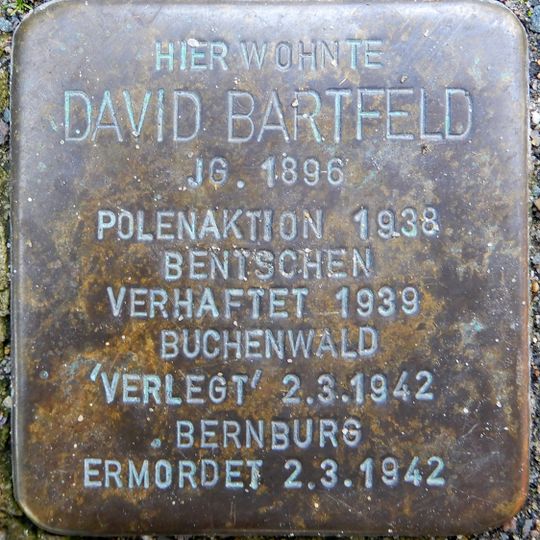 HIER WOHNTE
DAVID BARTFELD
JG. 1896
POLENAKTION 1938
BENTSCHEN
VERHAFTET 1939
BUCHENWALD
'VERLEGT' 2.3.1942
BERNBURG
ERMORDET 2.3.1942